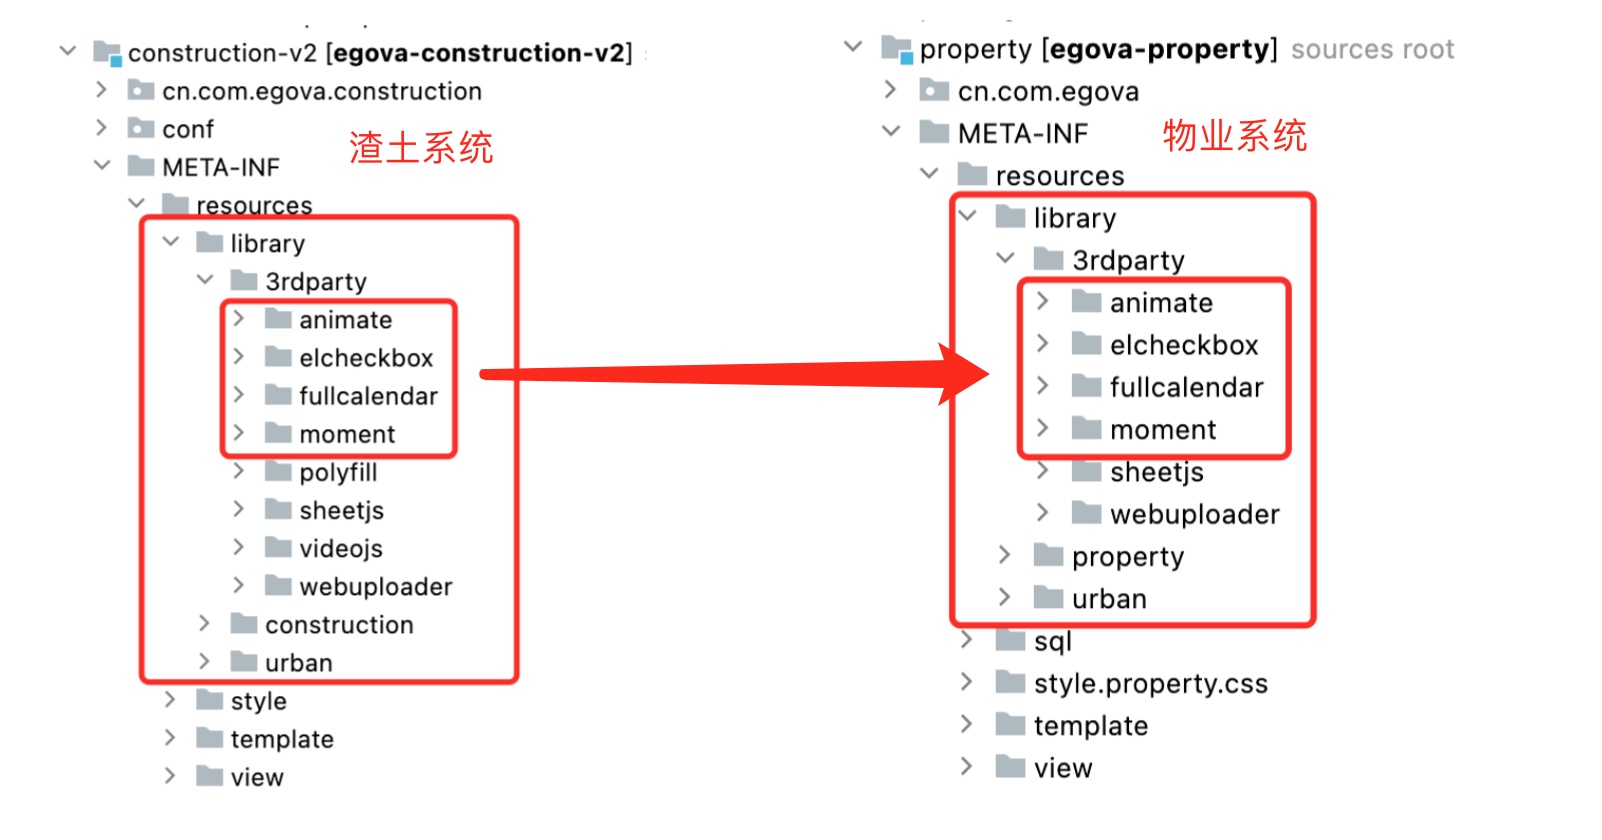 construction-v2 [egova-construction-v2]
cn.com.egova.construction
conf
渣土系统
META-INF
resources
library
3rdparty
animate
elcheckbox
fullcalendar
moment
polyfill
sheetjs
videojs
webuploader
construction
urban
style
template
view
property [egova-property] sources root
cn.com.egova
META-INF
物业系统
resources
library
3rdparty
animate
elcheckbox
fullcalendar
moment
sheetjs
webuploader
property
urban
sql
style.property.css
template
view